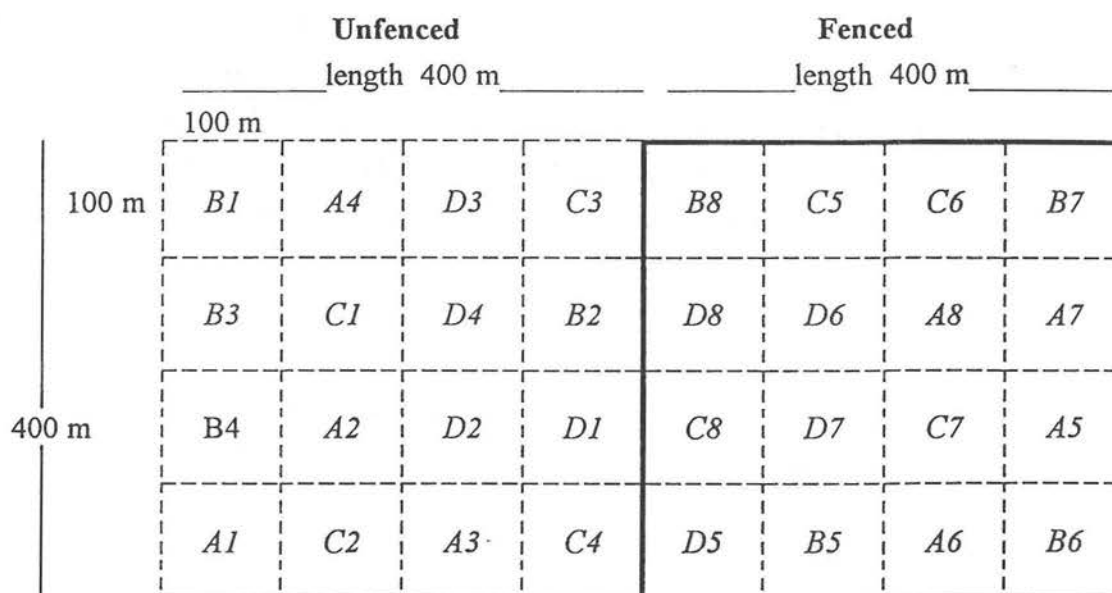 Unfenced Fenced
length 400 m length 400 m
100 m
100 m B1 A4 D3 C3 B8 C5 C6 B7
B3 C1 D4 B2 D8 D6 A8 A7
400 m B4 A2 D2 D1 C8 D7 C7 A5
A1 C2 A3 C4 D5 B5 A6 B6